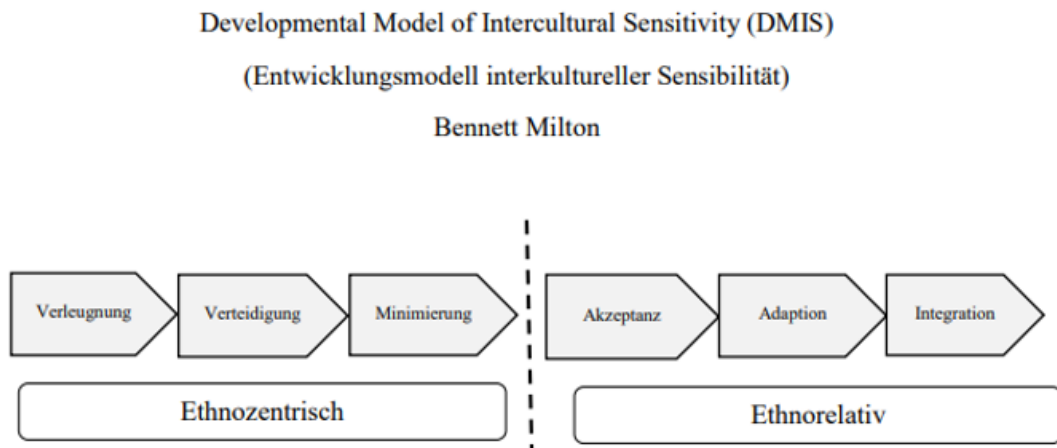 Developmental Model of Intercultural Sensitivity (DMIS)
(Entwicklungsmodell interkultureller Sensibilität)
Bennett Milton
Verleugnung
Verteidigung
Minimierung
Akzeptanz
Adaption
Integration
Ethnozentrisch
Ethnorelativ